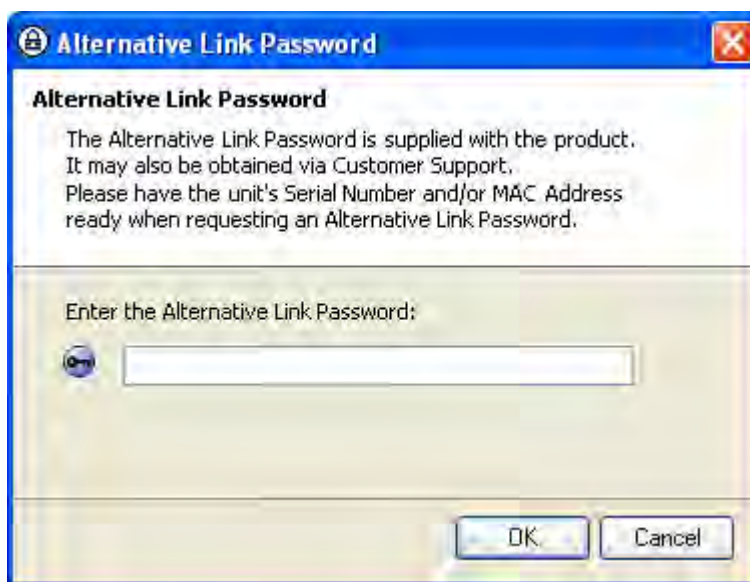 Alternative Link Password
Alternative Link Password
The Alternative Link Password is supplied with the product.
It may also be obtained via Customer Support.
Please have the unit's Serial Number and/or MAC Address
ready when requesting an Alternative Link Password.
Enter the Alternative Link Password:
OK
Cancel